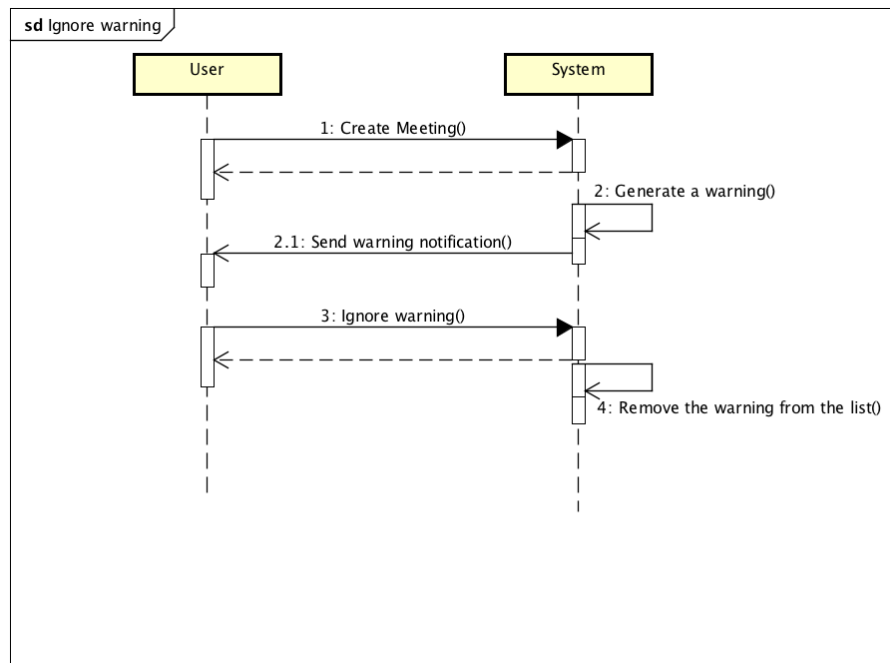 sd Ignore warning
User
System
1: Create Meeting()
2: Generate a warning()
2.1: Send warning notification()
3: Ignore warning()
4: Remove the warning from the list()